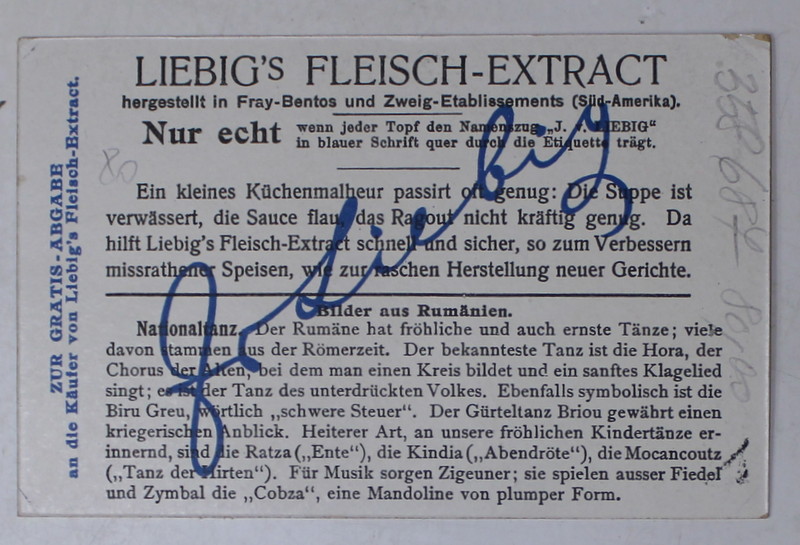 LIEBIG'S FLEISCH-EXTRACT
hergestellt in Fray-Bentos und Zweig-Etablissements (Süd-Amerika).
Nur echt wenn jeder Topf den Namenszug „J. v. LIEBIG“
in blauer Schrift quer durch die Etiquette trägt.
Ein kleines Küchenmalheur passirt oft genug: Die Suppe ist
verwässert, die Sauce flau, das Ragout nicht kräftig genug. Da
hilft Liebig's Fleisch-Extract schnell und sicher, so zum Verbessern
missrathener Speisen, wie zur raschen Herstellung neuer Gerichte.
Bilder aus Rumänien.
Nationaltanz. Der Rumäne hat fröhliche und auch ernste Tänze; viele
davon stammen aus der Römerzeit. Der bekannteste Tanz ist die Hora, der
Chorus der Alten, bei dem man einen Kreis bildet und ein sanftes Klagelied
singt; es ist der Tanz des unterdrückten Volkes. Ebenfalls symbolisch ist die
Biru Greu, wörtlich „schwere Steuer“. Der Gürteltanz Briou gewährt einen
kriegerischen Anblick. Heiterer Art, an unsere fröhlichen Kindertänze er-
innernd, sind die Ratza („Ente“), die Kindia („Abendröte“), die Mocancoutz
(„Tanz der Hirten“). Für Musik sorgen Zigeuner; sie spielen ausser Fiedel
und Zymbal die „Cobza“, eine Mandoline von plumper Form.
ZUR GRATIS-ABGABE
an die Käufer von Liebig's Fleisch-Extract.
J v Liebig
80